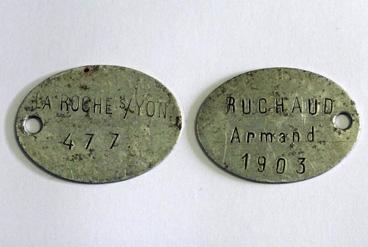 LA ROCHE S/YON
477
RUCHAUD
Armand
1903